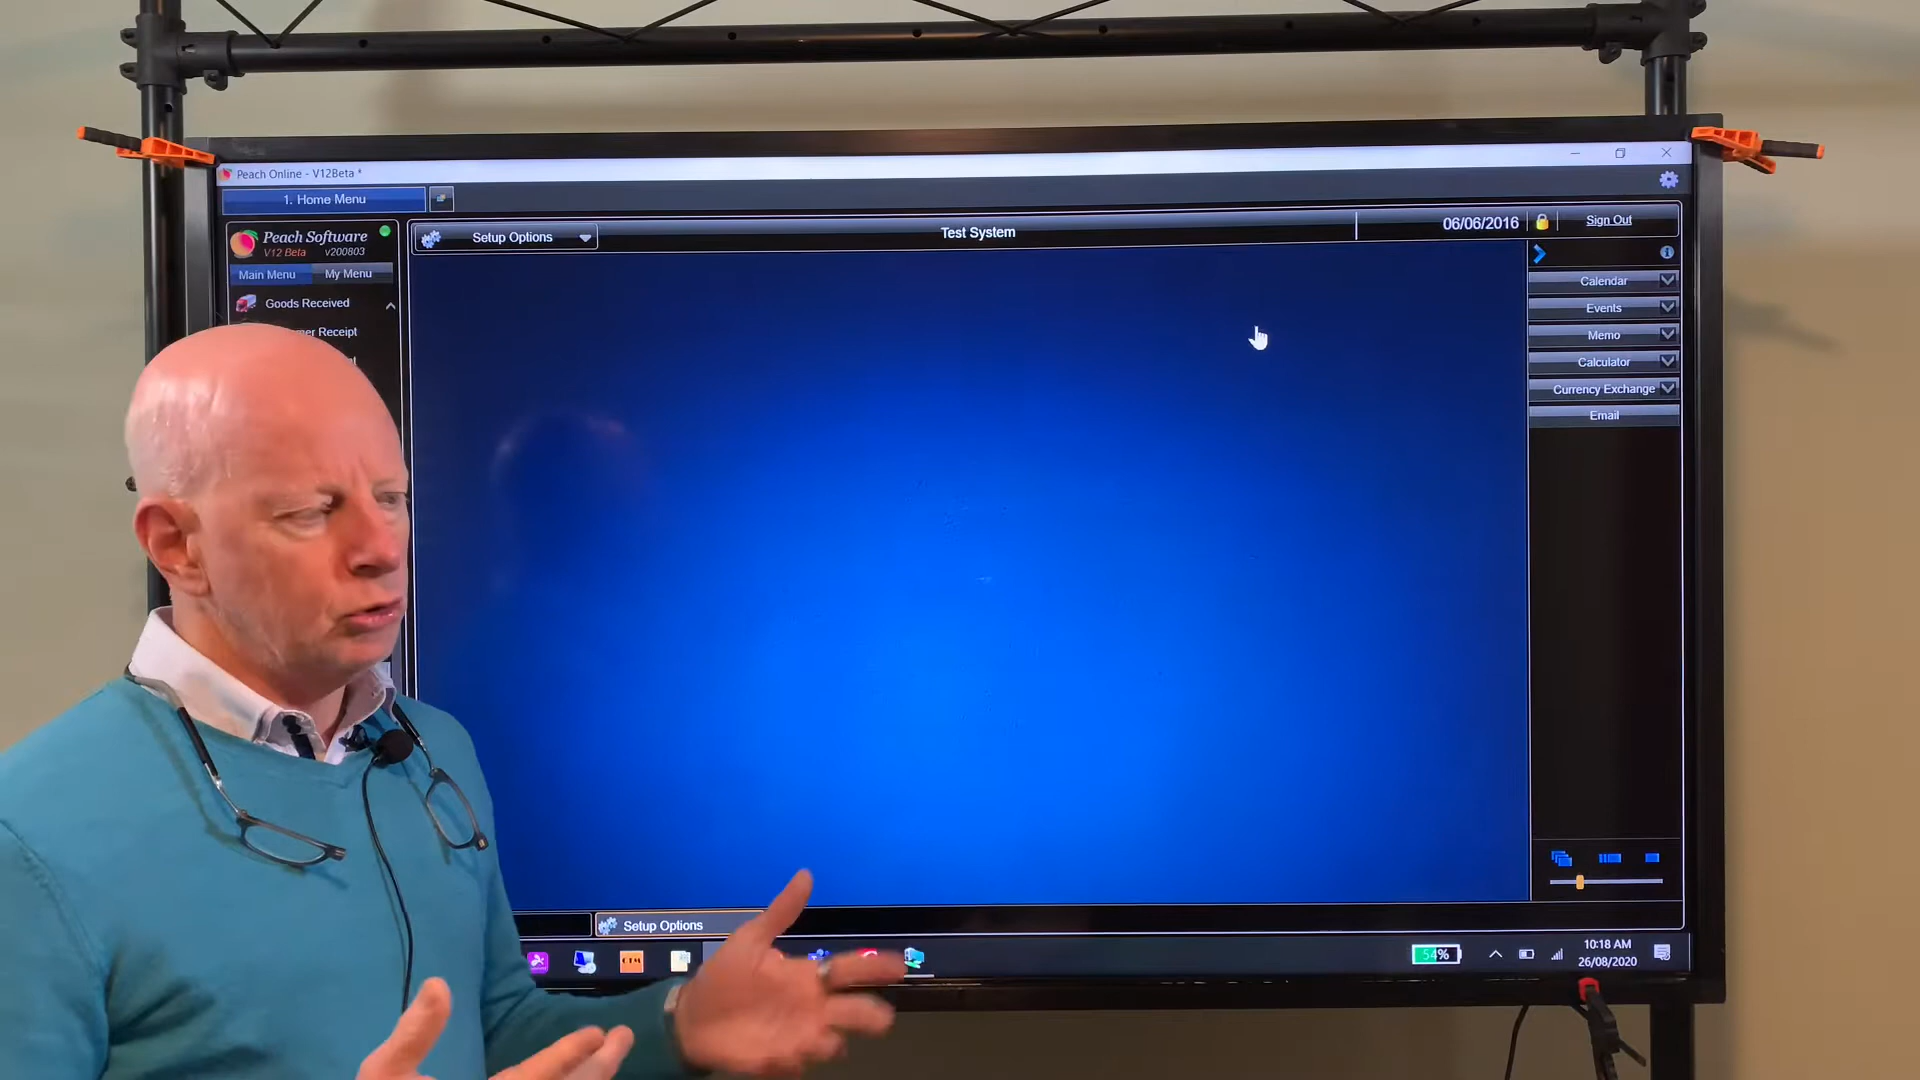 Peach Online - V12Beta *
1. Home Menu
Peach Software
V12 Beta v200803
Main Menu My Menu
Goods Received
Receipt
Setup Options
Test System
06/06/2016
Sign Out
Calendar
Events
Memo
Calculator
Currency Exchange
Email
Setup Options
54%
10:18 AM
26/08/2020